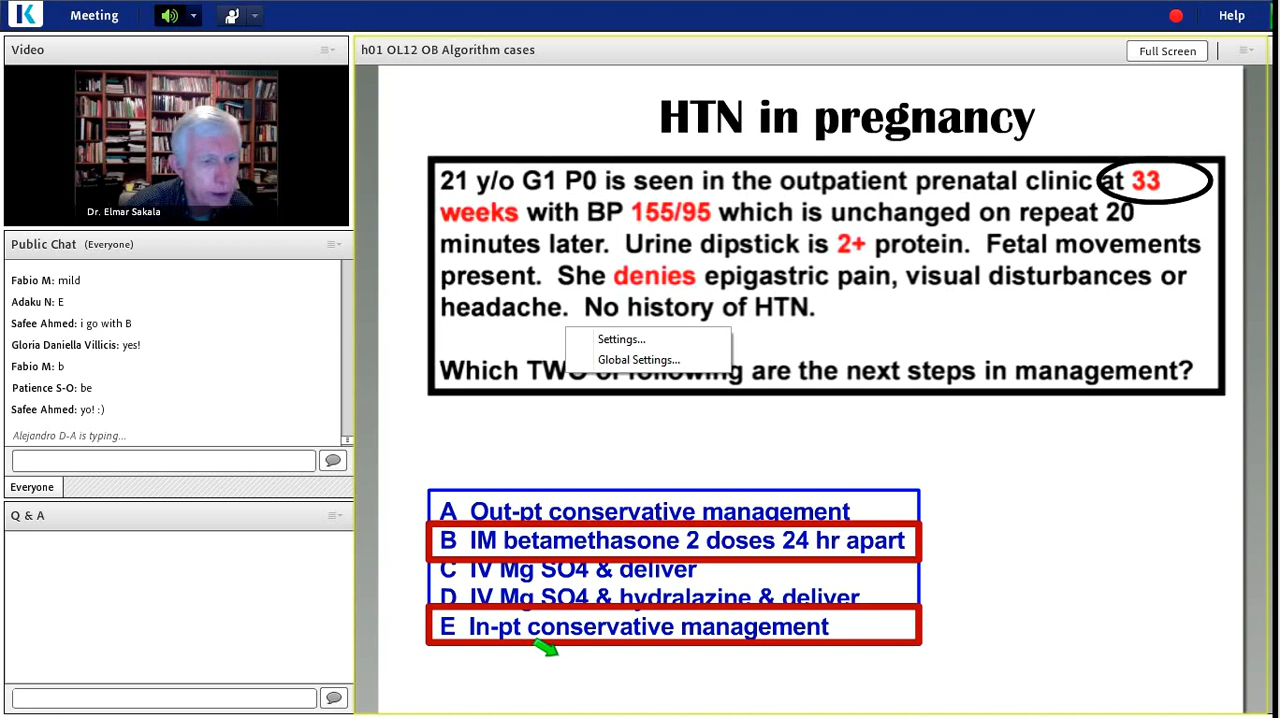 Meeting
Help
Video
h01 OL12 OB Algorithm cases
Full Screen
Dr. Elmar Sakala
Public Chat (Everyone)
Fabio M: mild
Adaku N: E
Safee Ahmed: i go with B
Gloria Daniella Villicis: yes!
Fabio M: b
Patience S-O: be
Safee Ahmed: yo! :)
Alejandro D-A is typing...
Everyone
Q & A
HTN in pregnancy
21 y/o G1 P0 is seen in the outpatient prenatal clinic at 33
weeks with BP 155/95 which is unchanged on repeat 20
minutes later. Urine dipstick is 2+ protein. Fetal movements
present. She denies epigastric pain, visual disturbances or
headache. No history of HTN.
Settings...
Global Settings...
Which TWO of following are the next steps in management?
A Out-pt conservative management
B IM betamethasone 2 doses 24 hr apart
C IV Mg SO4 & deliver
D IV Mg SO4 & hydralazine & deliver
E In-pt conservative management